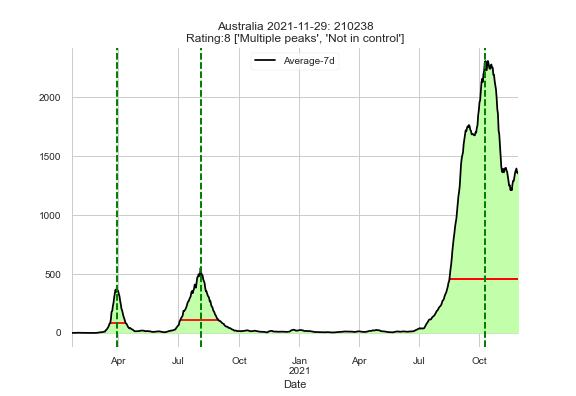 Australia 2021-11-29: 210238
Rating:8 ['Multiple peaks', 'Not in control']
Average-7d
2000
1500
1000
500
0
Apr Jul Oct Jan Apr Jul Oct
2021
Date